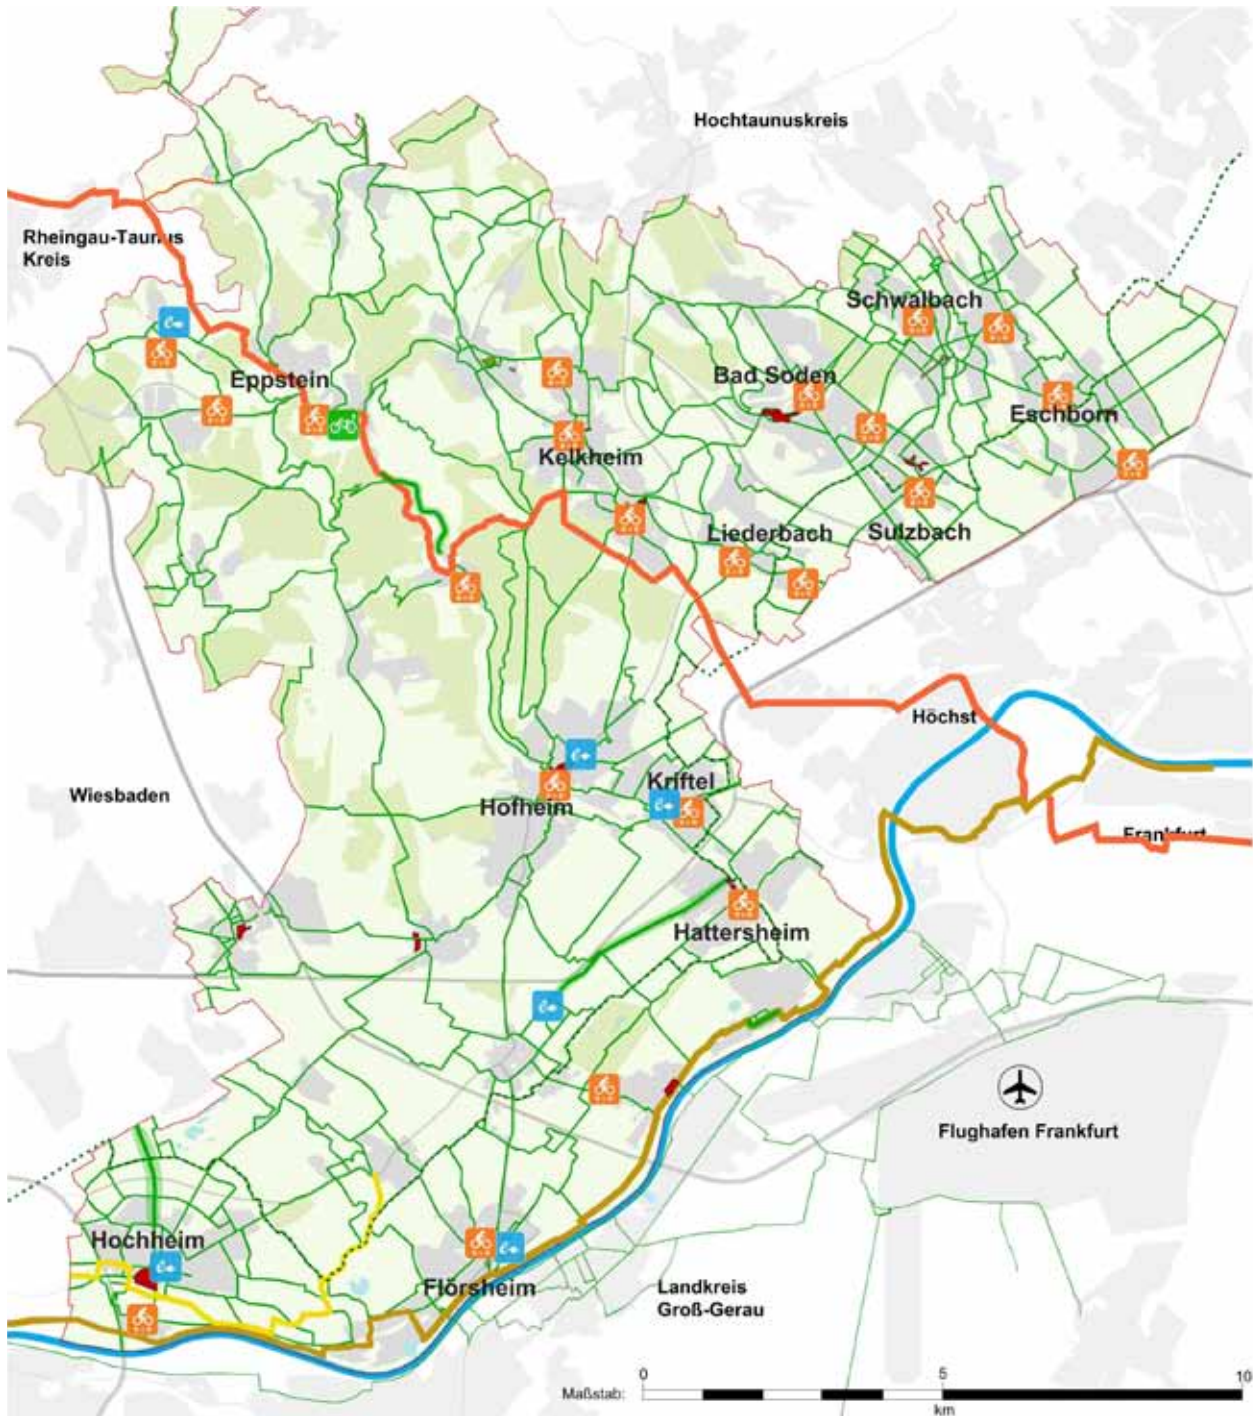 Hochtaunuskreis
Rheingau-Taunus
Kreis
Schwalbach
Eppstein
Bad Soden
Eschborn
Kelkheim
Liederbach
Sulzbach
Höchst
Wiesbaden
Kriftel
Hofheim
Frankfurt
Hattersheim
Flughafen Frankfurt
Hochheim
Flörsheim
Landkreis
Groß-Gerau
0 5 10
Maßstab:
km